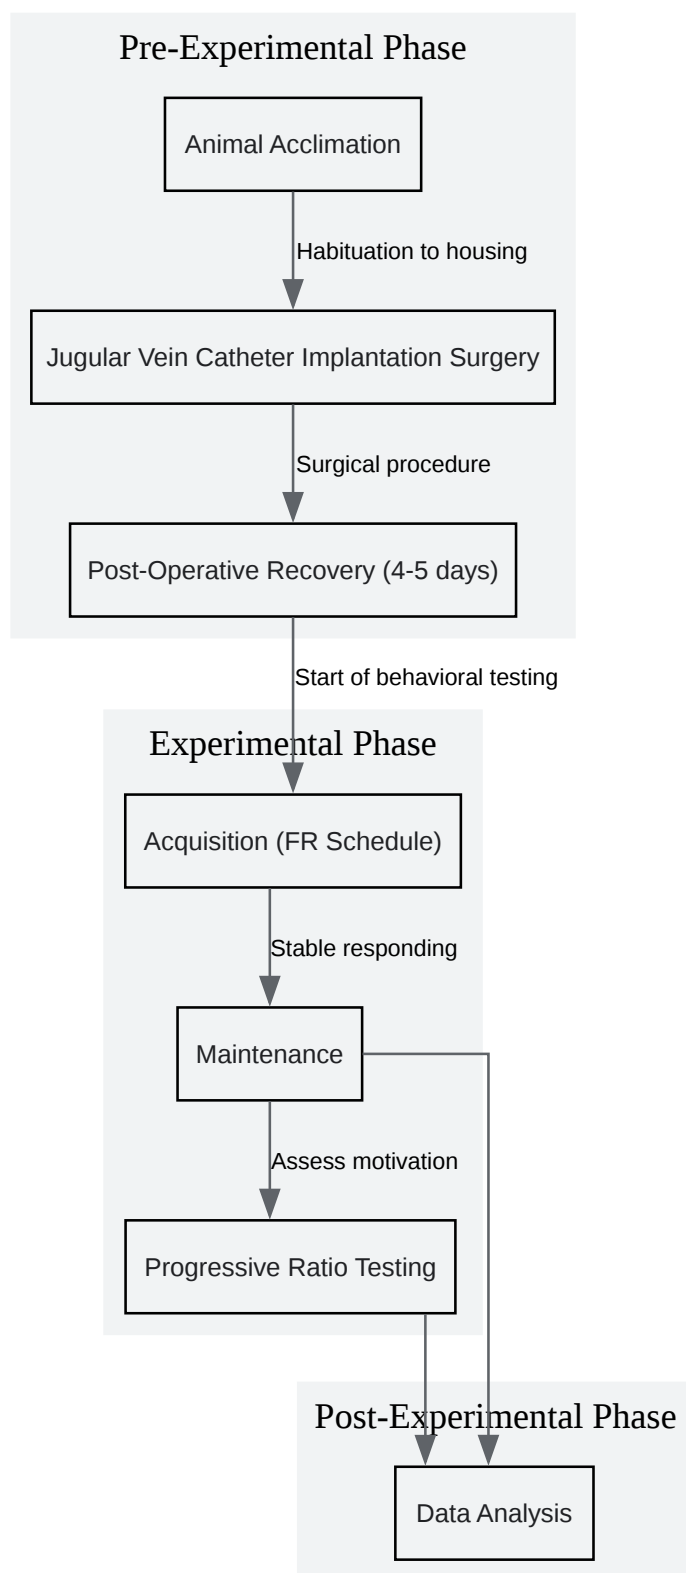 Pre-Experimental Phase
Animal Acclimation
Habituation to housing
Jugular Vein Catheter Implantation Surgery
Surgical procedure
Post-Operative Recovery (4-5 days)
Start of behavioral testing
Experimental Phase
Acquisition (FR Schedule)
Stable responding
Maintenance
Assess motivation
Progressive Ratio Testing
Post-Experimental Phase
Data Analysis